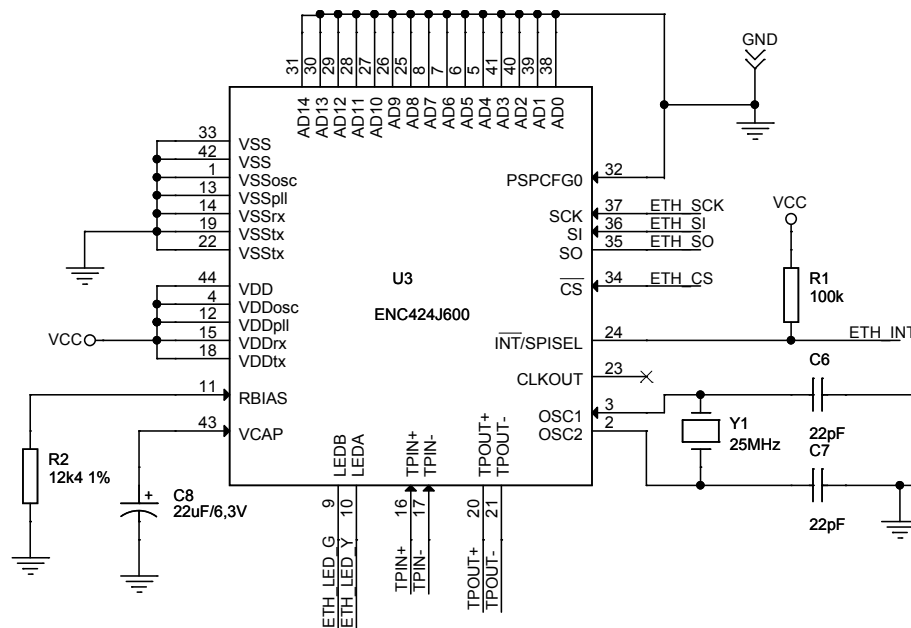 31 30 29 28 27 26 25 8 7 6 5 41 40 39 38
AD14 AD13 AD12 AD11 AD10 AD9 AD8 AD7 AD6 AD5 AD4 AD3 AD2 AD1 AD0
GND
33 VSS
42 VSS
1 VSSosc
13 VSSpll
14 VSSrx
19 VSStx
22 VSStx
44 VDD
4 VDDosc
12 VDDpll
15 VDDrx
18 VDDtx
VCC
11 RBIAS
43 VCAP
R2
12k4 1%
C8
+
22uF/6,3V
U3
ENC424J600
PSPCFG0 32
SCK 37 ETH_SCK
SI 36 ETH_SI
SO 35 ETH_SO
CS 34 ETH_CS
INT/SPISEL 24 ETH_INT
CLKOUT 23
OSC1 3
OSC2 2
VCC
R1
100k
C6
22pF
Y1
25MHz
C7
22pF
LEDB LEDA TPIN+ TPIN- TPOUT+ TPOUT-
9 10 16 17 20 21
ETH_LED_G ETH_LED_Y TPIN+ TPIN- TPOUT+ TPOUT-